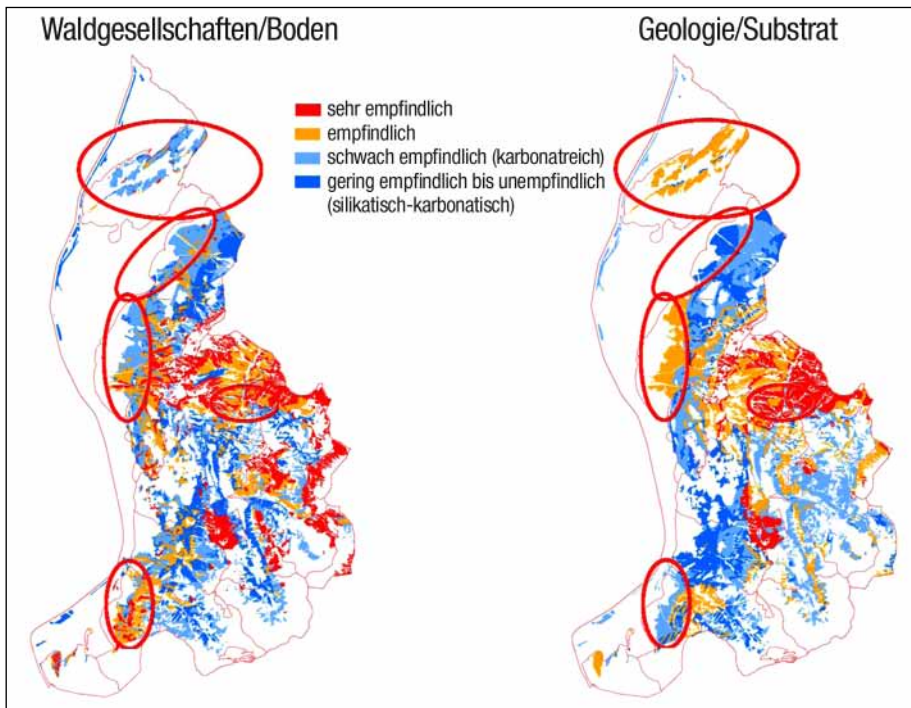 Waldgesellschaften/Boden
Geologie/Substrat
sehr empfindlich
empfindlich
schwach empfindlich (karbonatreich)
gering empfindlich bis unempfindlich
(silikatisch-karbonatisch)